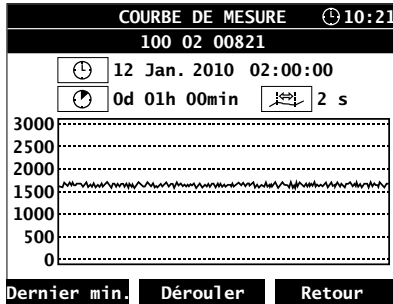 COURBE DE MESURE 10:21
100 02 00821
12 Jan. 2010 02:00:00
0d 01h 00min 2 s
3000
2500
2000
1500
1000
500
0
Dernier min. Dérouler Retour